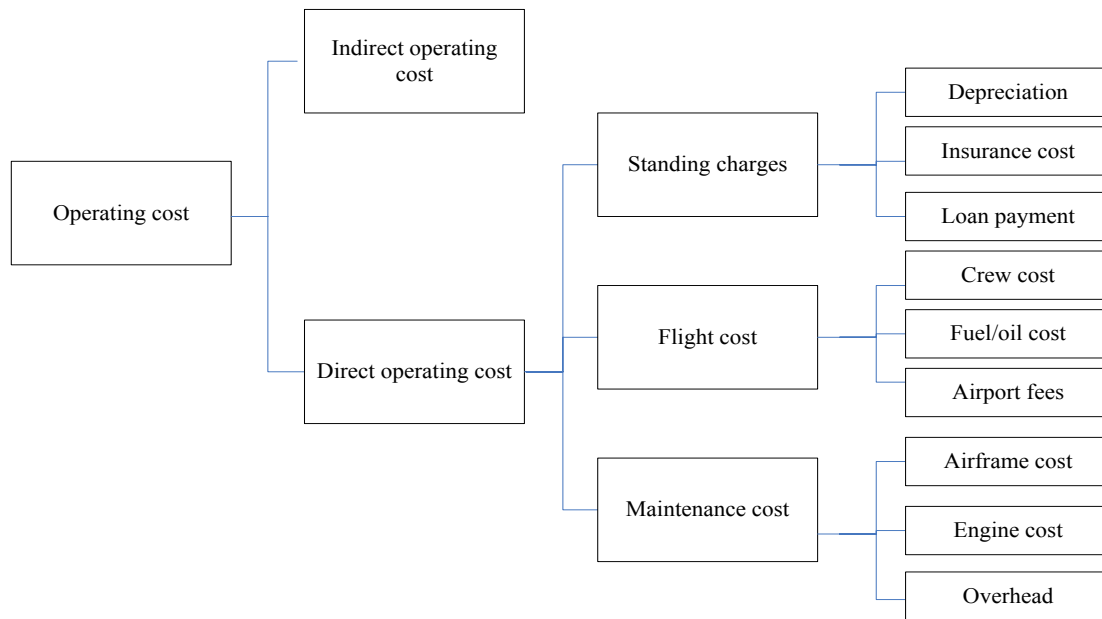 Indirect operating
cost
Operating cost
Direct operating cost
Standing charges
Flight cost
Maintenance cost
Depreciation
Insurance cost
Loan payment
Crew cost
Fuel/oil cost
Airport fees
Airframe cost
Engine cost
Overhead